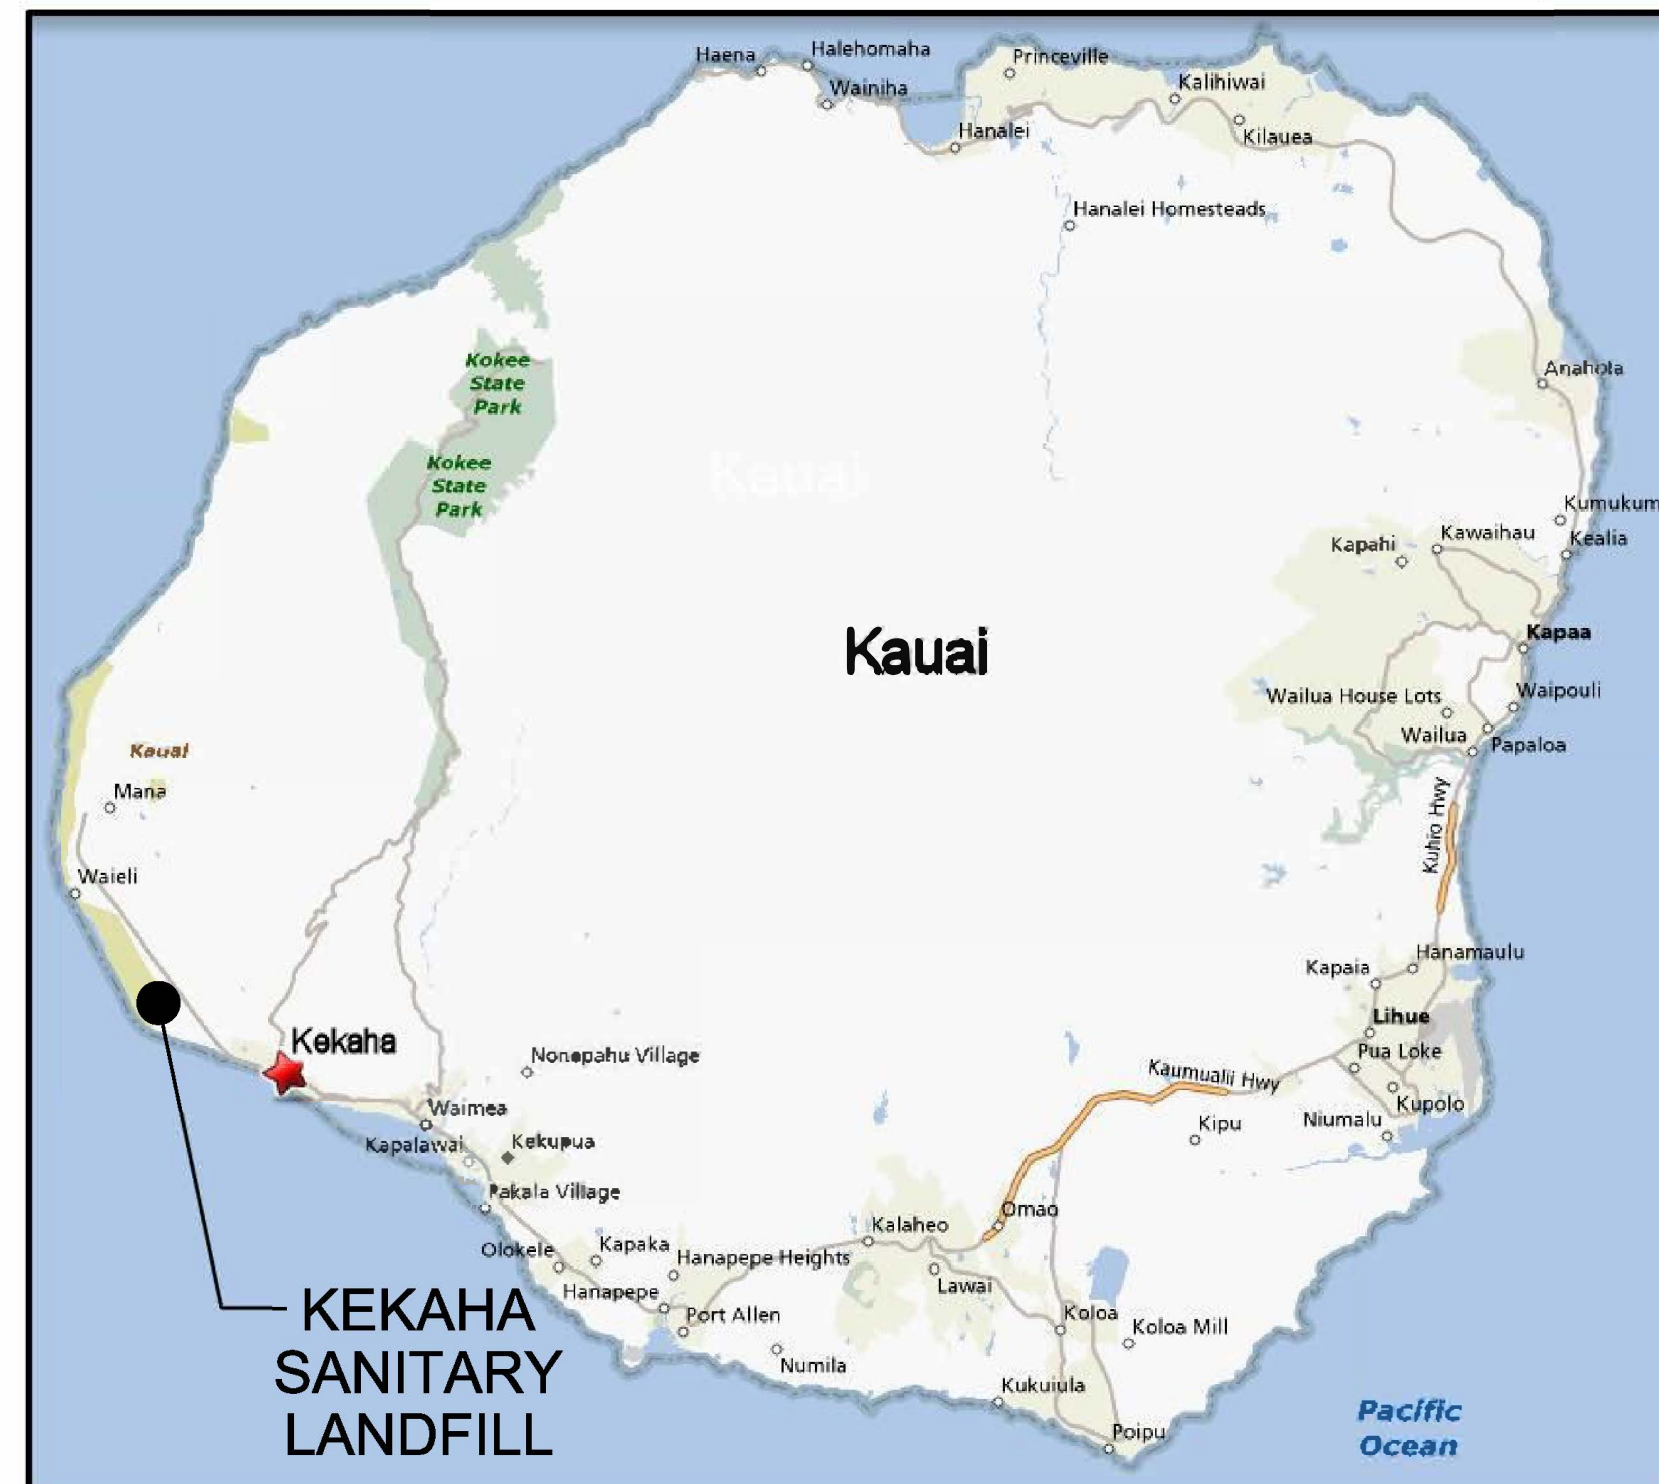 Haena
Halehomaha
Wainiha
Princeville
Kalihiwai
Hanalei
Kilauea
Hanalei Homesteads
Kokee
State
Park
Anahola
Kokee
State
Park
Kauai
Kapahi
Kawaihau
Kumukum
Kealia
Kauai
Kapaa
Wailua House Lots
Waipouli
Wailua
Papaloa
Kauai
Mana
Kuhio Hwy
Waieli
Hanamaulu
Kapaia
Lihue
Kekaha
Pua Loke
Nonopahu Village
Kaumualii Hwy
Waimea
Kupolo
Niumalu
Kipu
Kapalawai
Kekupua
Pakala Village
Omao
Kalaheo
Olokele
Kapaka
Hanapepe Heights
Lawai
Hanapepe
Port Allen
Koloa
Koloa Mill
Numila
Kukuiula
Poipu
KEKAHA
SANITARY
LANDFILL
Pacific
Ocean